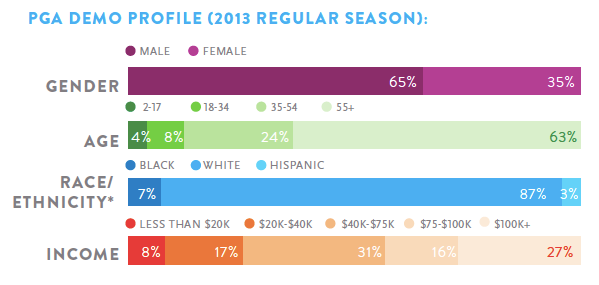 PGA DEMO PROFILE (2013 REGULAR SEASON):
MALE FEMALE
GENDER 65% 35%
2-17 18-34 35-54 55+
AGE 4% 8% 24% 63%
BLACK WHITE HISPANIC
RACE/
ETHNICITY* 7% 87% 3%
LESS THAN $20K $20K-$40K $40K-$75K $75-$100K $100K+
INCOME 8% 17% 31% 16% 27%